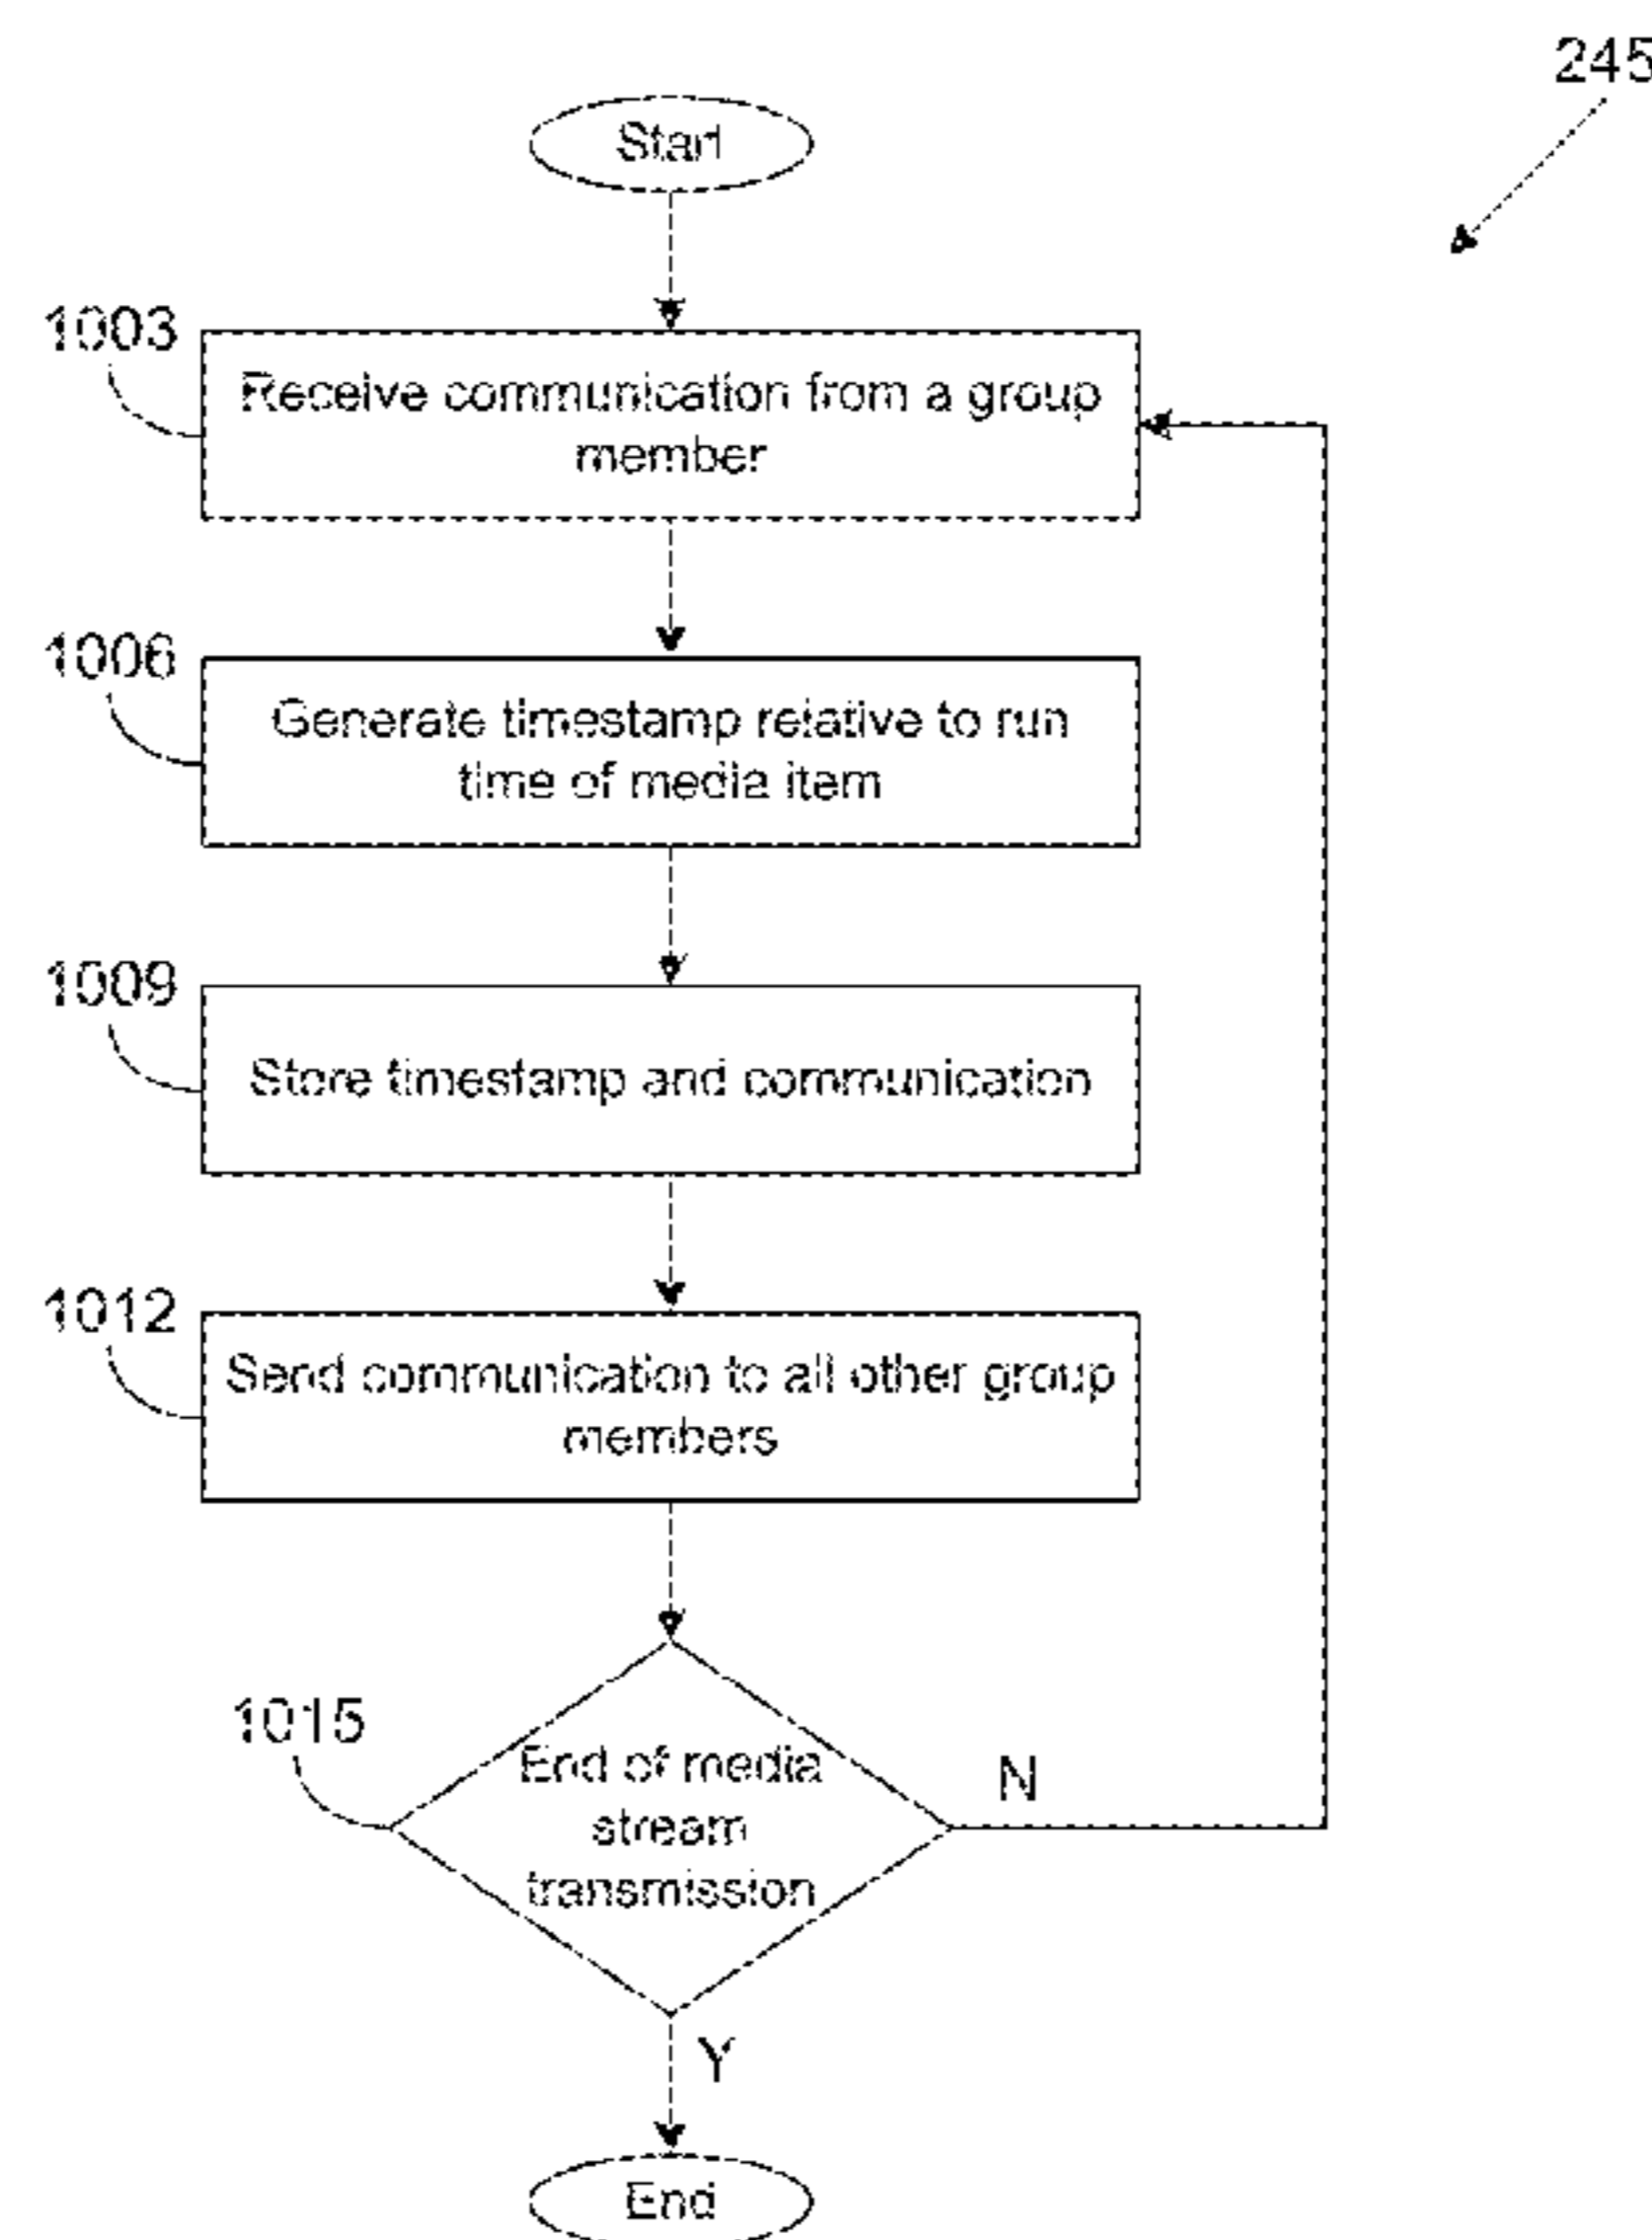 245
Start
1003
Receive communication from a group
member
1006
Generate timestamp relative to run
time of media item
1009
Store timestamp and communication
1012
Send communication to all other group
members
1015
End of media
stream
transmission
N
Y
End